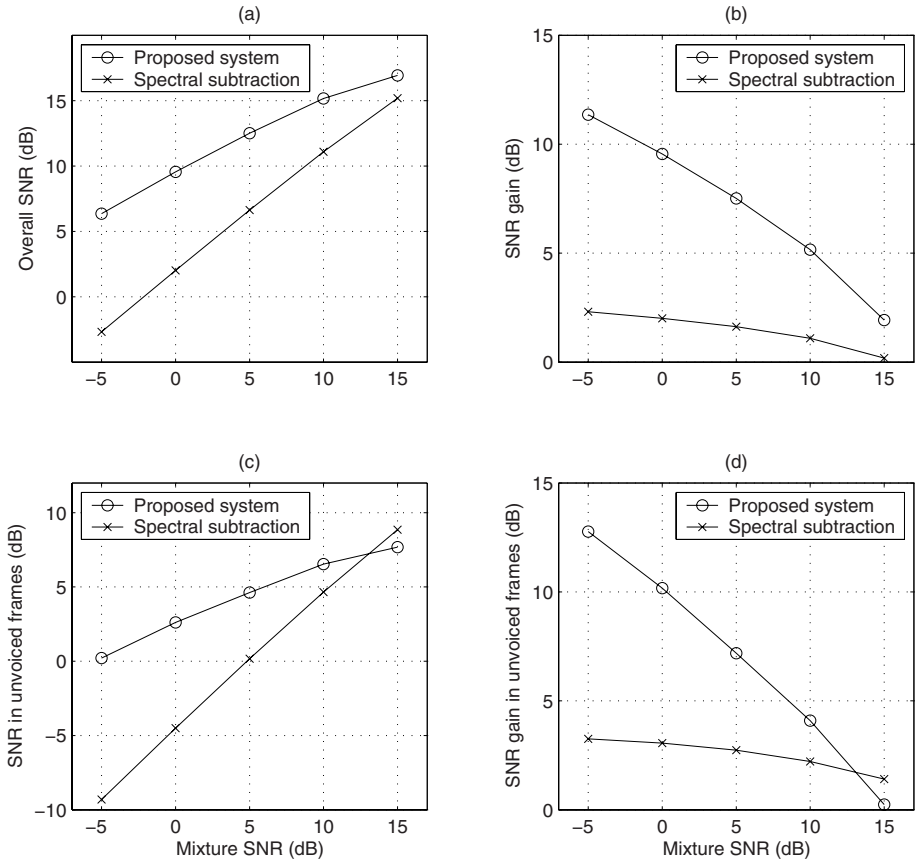 (a)
Proposed system
Spectral subtraction
Overall SNR (dB)
15
10
5
0
−5
0
5
10
15
(b)
Proposed system
Spectral subtraction
SNR gain (dB)
15
10
5
0
−5
0
5
10
15
(c)
Proposed system
Spectral subtraction
SNR in unvoiced frames (dB)
10
5
0
−5
−10
−5
0
5
10
15
Mixture SNR (dB)
(d)
Proposed system
Spectral subtraction
SNR gain in unvoiced frames (dB)
15
10
5
0
−5
0
5
10
15
Mixture SNR (dB)